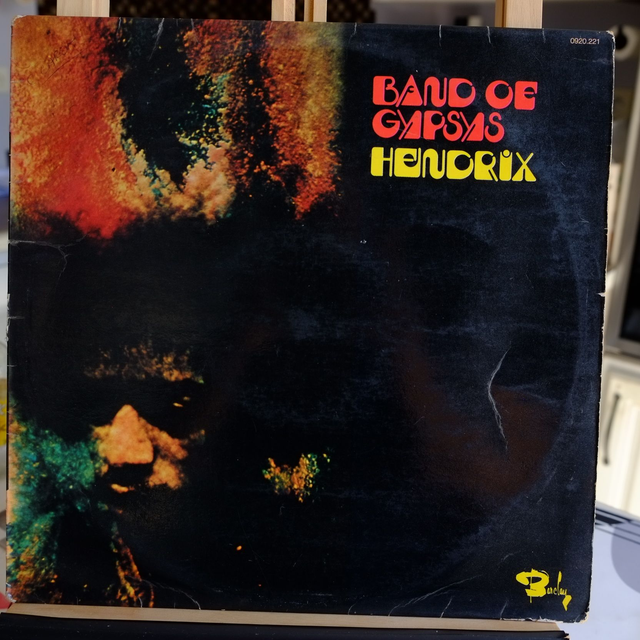 0920.221
BAND OF
GYPSYS
HENDRIX
Barclay